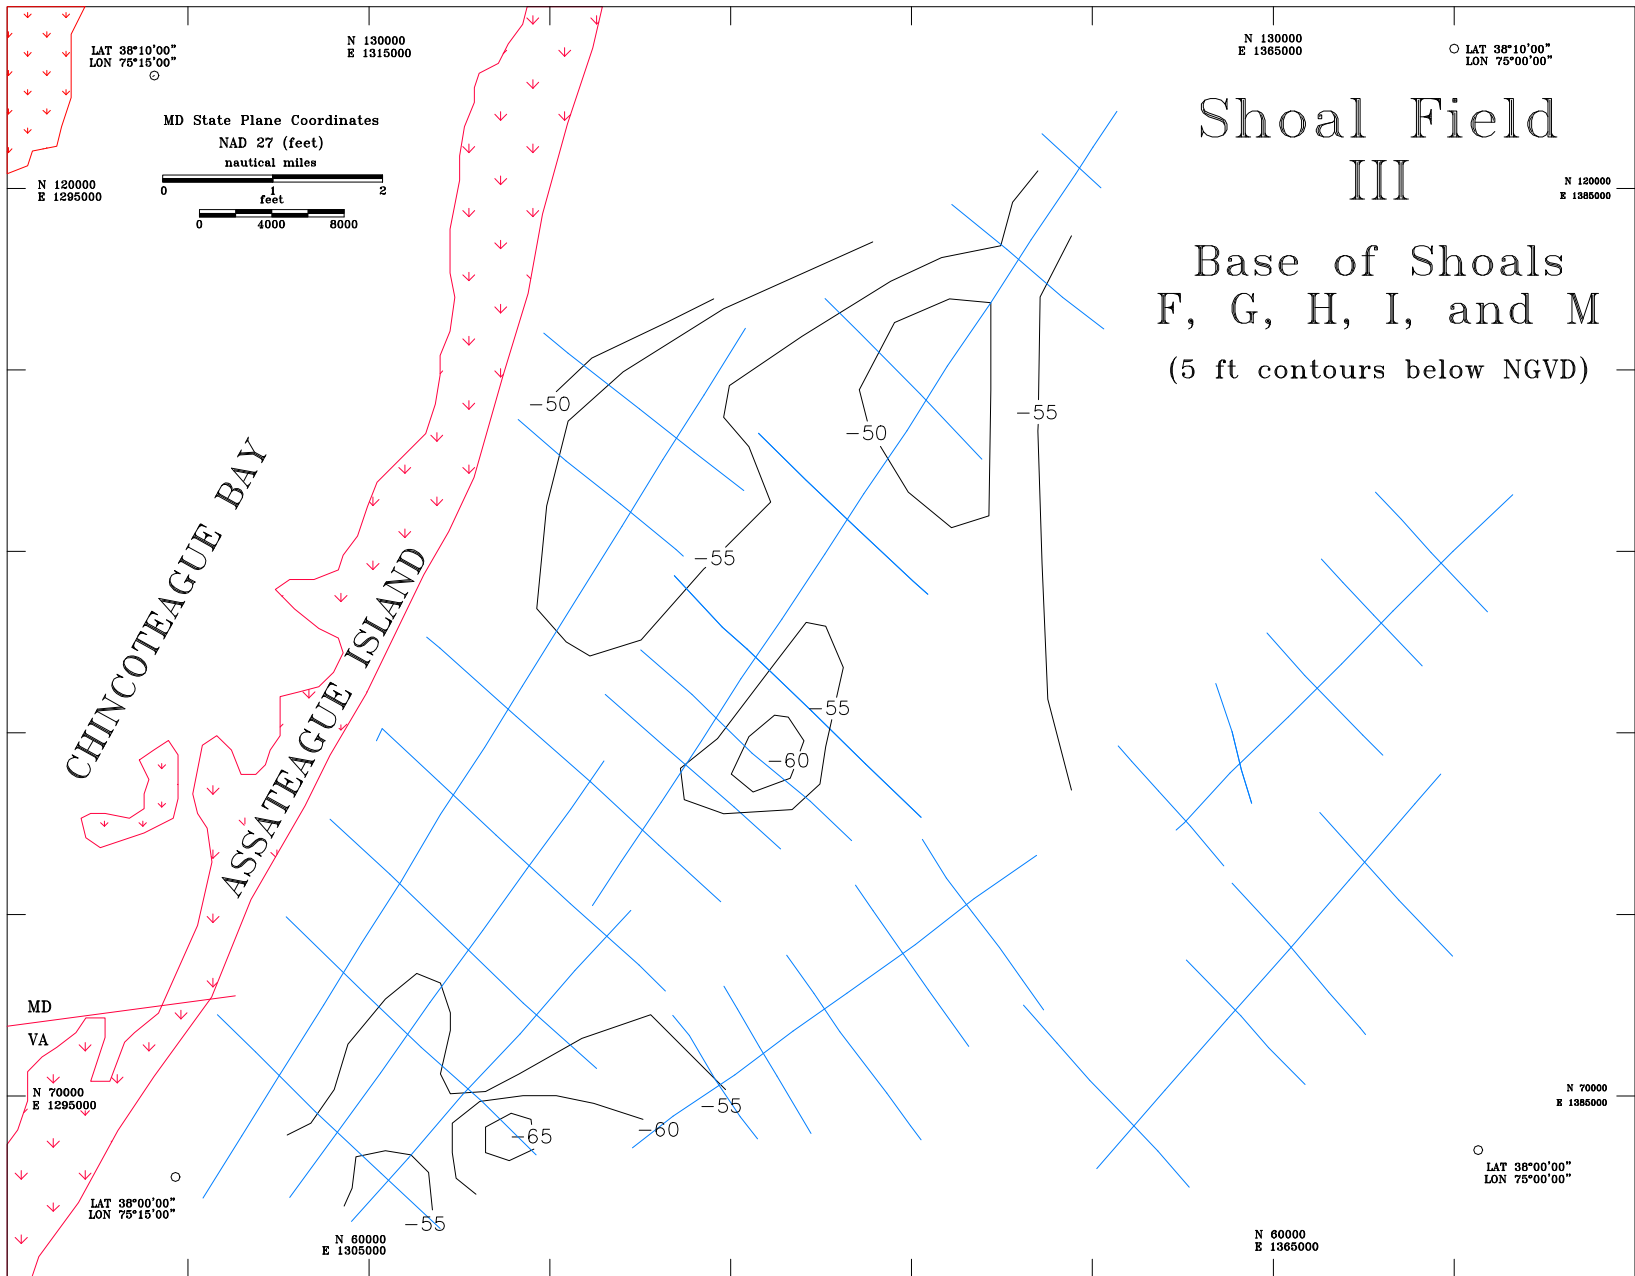 N 130000
E 1315000
N 130000
E 1365000
LAT 38°10'00"
LON 75°15'00"
LAT 38°10'00"
LON 75°00'00"
Shoal Field
III
Base of Shoals
F, G, H, I, and M
(5 ft contours below NGVD)
MD State Plane Coordinates
NAD 27 (feet)
nautical miles
0 1 2
feet
0 4000 8000
N 120000
E 1295000
N 120000
E 1385000
-50
-50
-55
-55
-55
-60
CHINCOTEAGUE BAY
ASSATEAGUE ISLAND
MD
VA
N 70000
E 1295000
N 70000
E 1385000
-55
-60
-65
-55
LAT 38°00'00"
LON 75°15'00"
LAT 38°00'00"
LON 75°00'00"
N 60000
E 1305000
N 60000
E 1365000